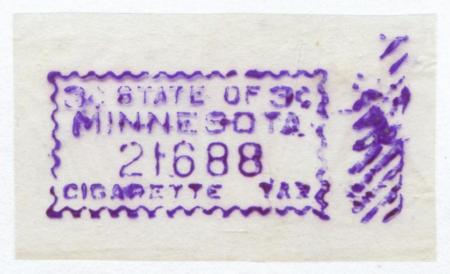 3¢ STATE OF 3¢
MINNESOTA
21688
CIGARETTE TAX